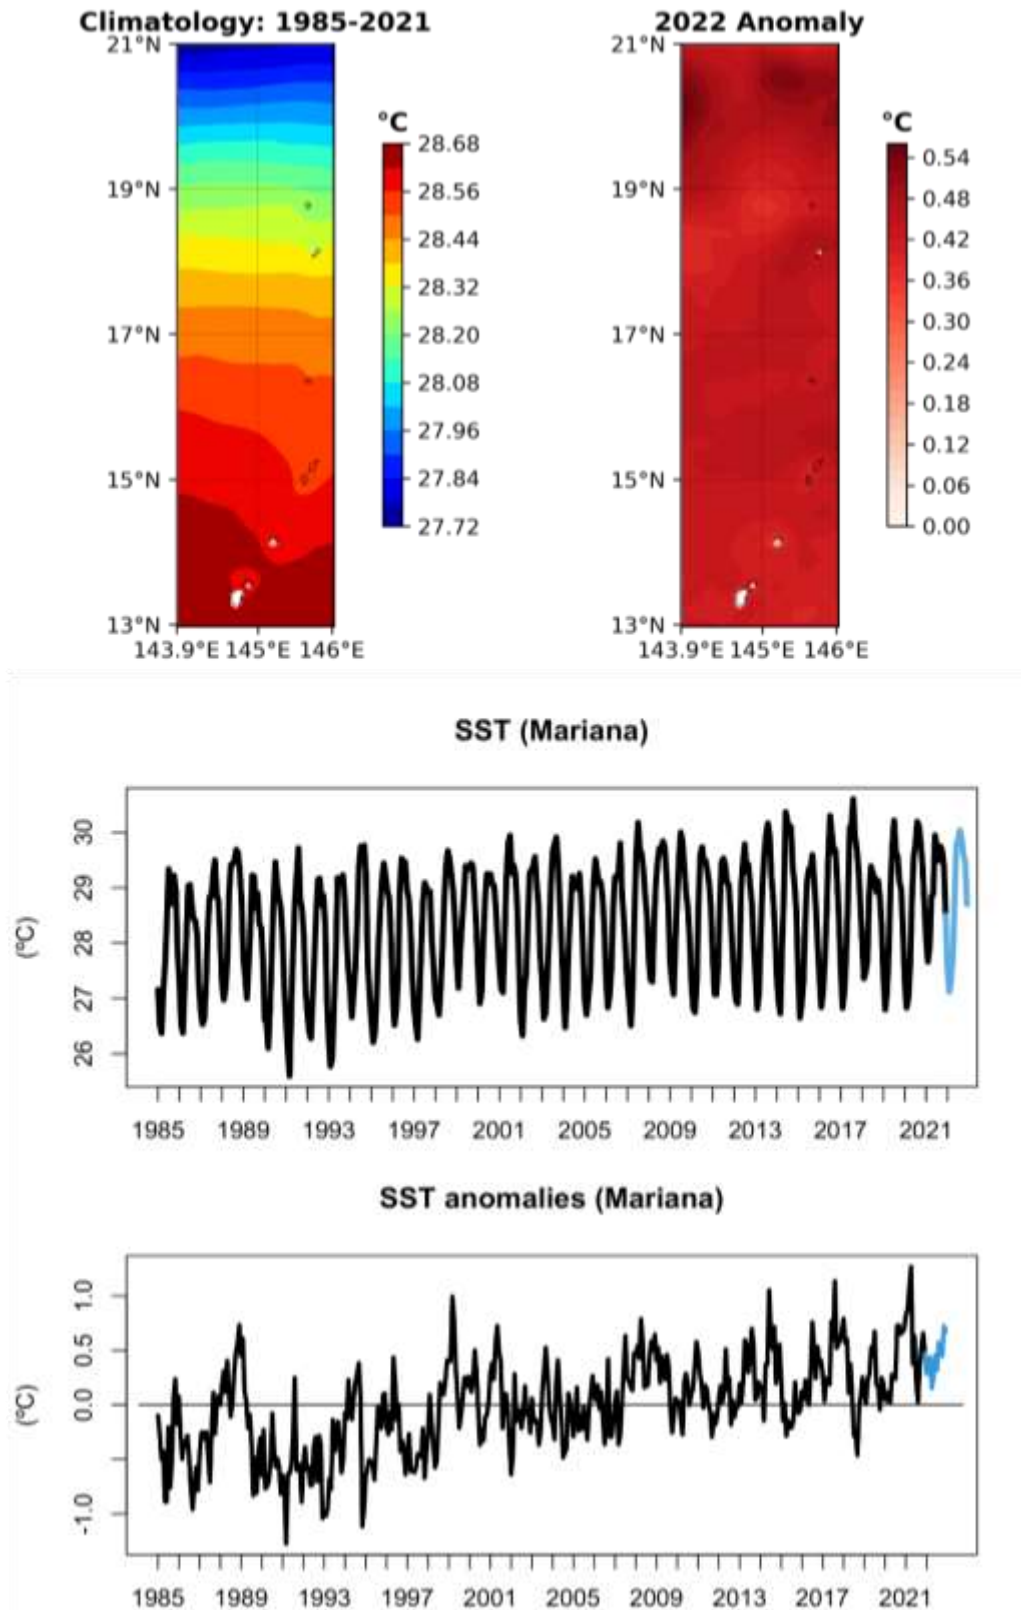 Climatology: 1985-2021
2022 Anomaly
21°N
19°N
17°N
15°N
13°N
143.9°E 145°E 146°E
°C
28.68
28.56
28.44
28.32
28.20
28.08
27.96
27.84
27.72
21°N
19°N
17°N
15°N
13°N
143.9°E 145°E 146°E
°C
0.54
0.48
0.42
0.36
0.30
0.24
0.18
0.12
0.06
0.00
SST (Mariana)
(ºC)
30
29
28
27
26
1985 1989 1993 1997 2001 2005 2009 2013 2017 2021
SST anomalies (Mariana)
(ºC)
1.0
0.5
0.0
-1.0
1985 1989 1993 1997 2001 2005 2009 2013 2017 2021